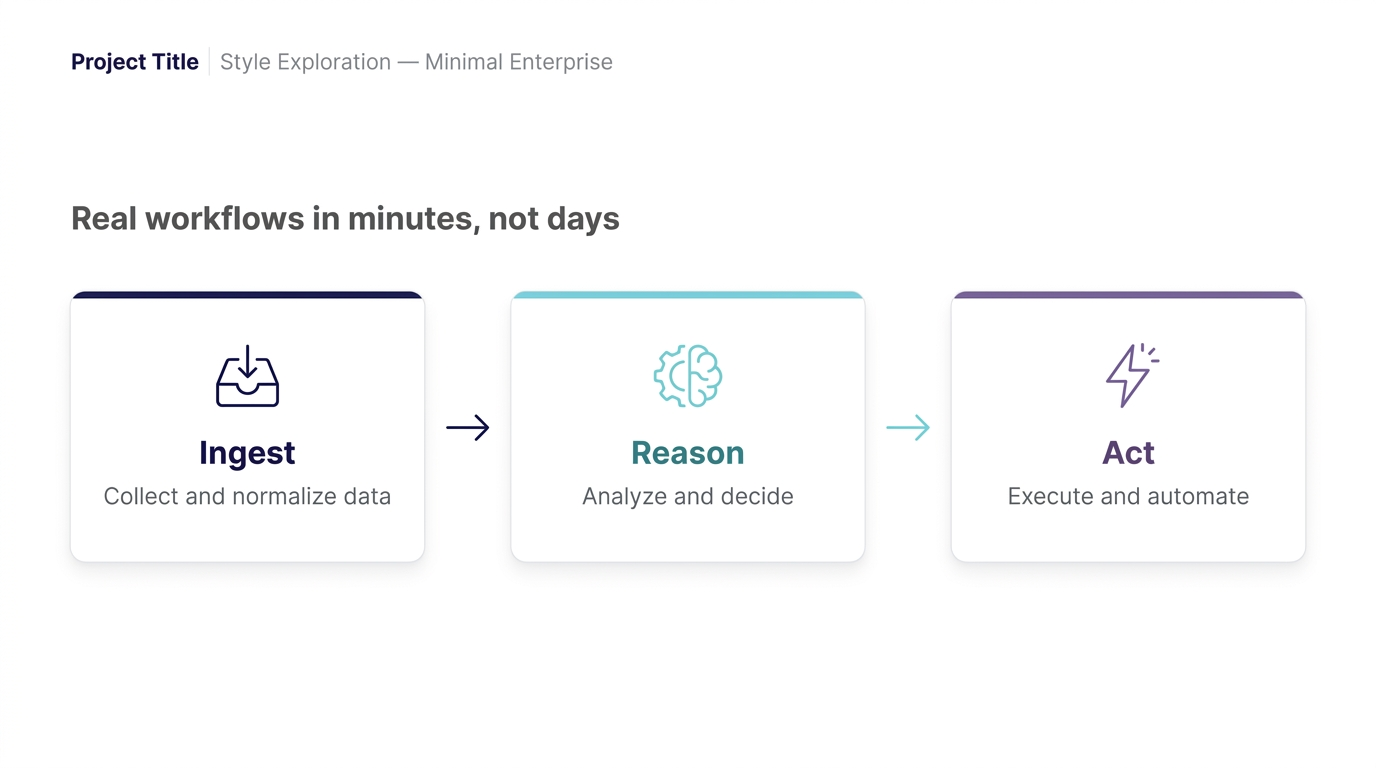 Project Title | Style Exploration — Minimal Enterprise
Real workflows in minutes, not days
Ingest
Collect and normalize data
Reason
Analyze and decide
Act
Execute and automate